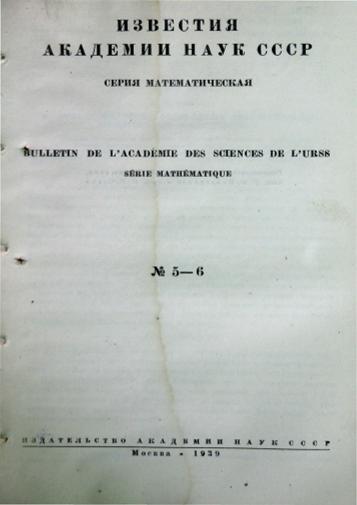 ИЗВЕСТИЯ
АКАДЕМИИ НАУК СССР
СЕРИЯ МАТЕМАТИЧЕСКАЯ
BULLETIN DE L'ACADÉMIE DES SCIENCES DE L'URSS
SÉRIE MATHÉMATIQUE
№ 5—6
ИЗДАТЕЛЬСТВО АКАДЕМИИ НАУК СССР
Москва • 1939